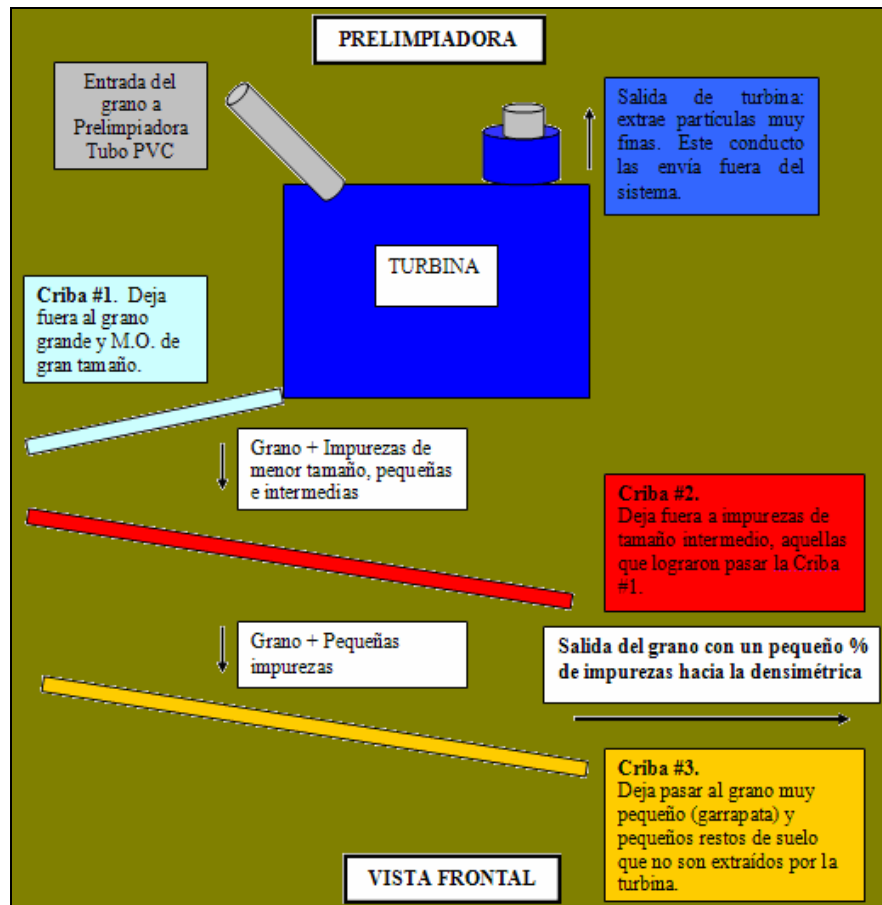 PRELIMPIADORA
Entrada del
grano a
Prelimpiadora
Tubo PVC
Salida de turbina:
extrae partículas muy
finas. Este conducto
las envía fuera del
sistema.
TURBINA
Criba #1. Deja
fuera al grano
grande y M.O. de
gran tamaño.
Grano + Impurezas de
menor tamaño, pequeñas
e intermedias
Criba #2.
Deja fuera a impurezas de
tamaño intermedio, aquellas
que lograron pasar la Criba
#1.
Grano + Pequeñas
impurezas
Salida del grano con un pequeño %
de impurezas hacia la densimétrica
Criba #3.
Deja pasar al grano muy
pequeño (garrapata) y
pequeños restos de suelo
que no son extraídos por la
turbina.
VISTA FRONTAL